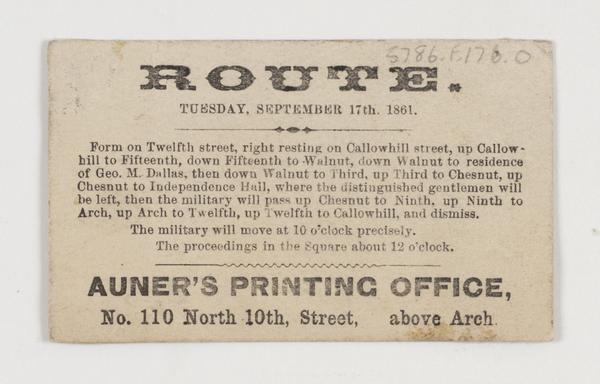 5786.F.176.O
ROUTE.
TUESDAY, SEPTEMBER 17th. 1861.
Form on Twelfth street, right resting on Callowhill street, up Callow-
hill to Fifteenth, down Fifteenth to Walnut, down Walnut to residence
of Geo. M. Dallas, then down Walnut to Third, up Third to Chesnut, up
Chesnut to Independence Hall, where the distinguished gentlemen will
be left, then the military will pass up Chesnut to Ninth, up Ninth to
Arch, up Arch to Twelfth, up Twelfth to Callowhill, and dismiss.
The military will move at 10 o'clock precisely.
The proceedings in the Square about 12 o'clock.
AUNER'S PRINTING OFFICE,
No. 110 North 10th, Street, above Arch.